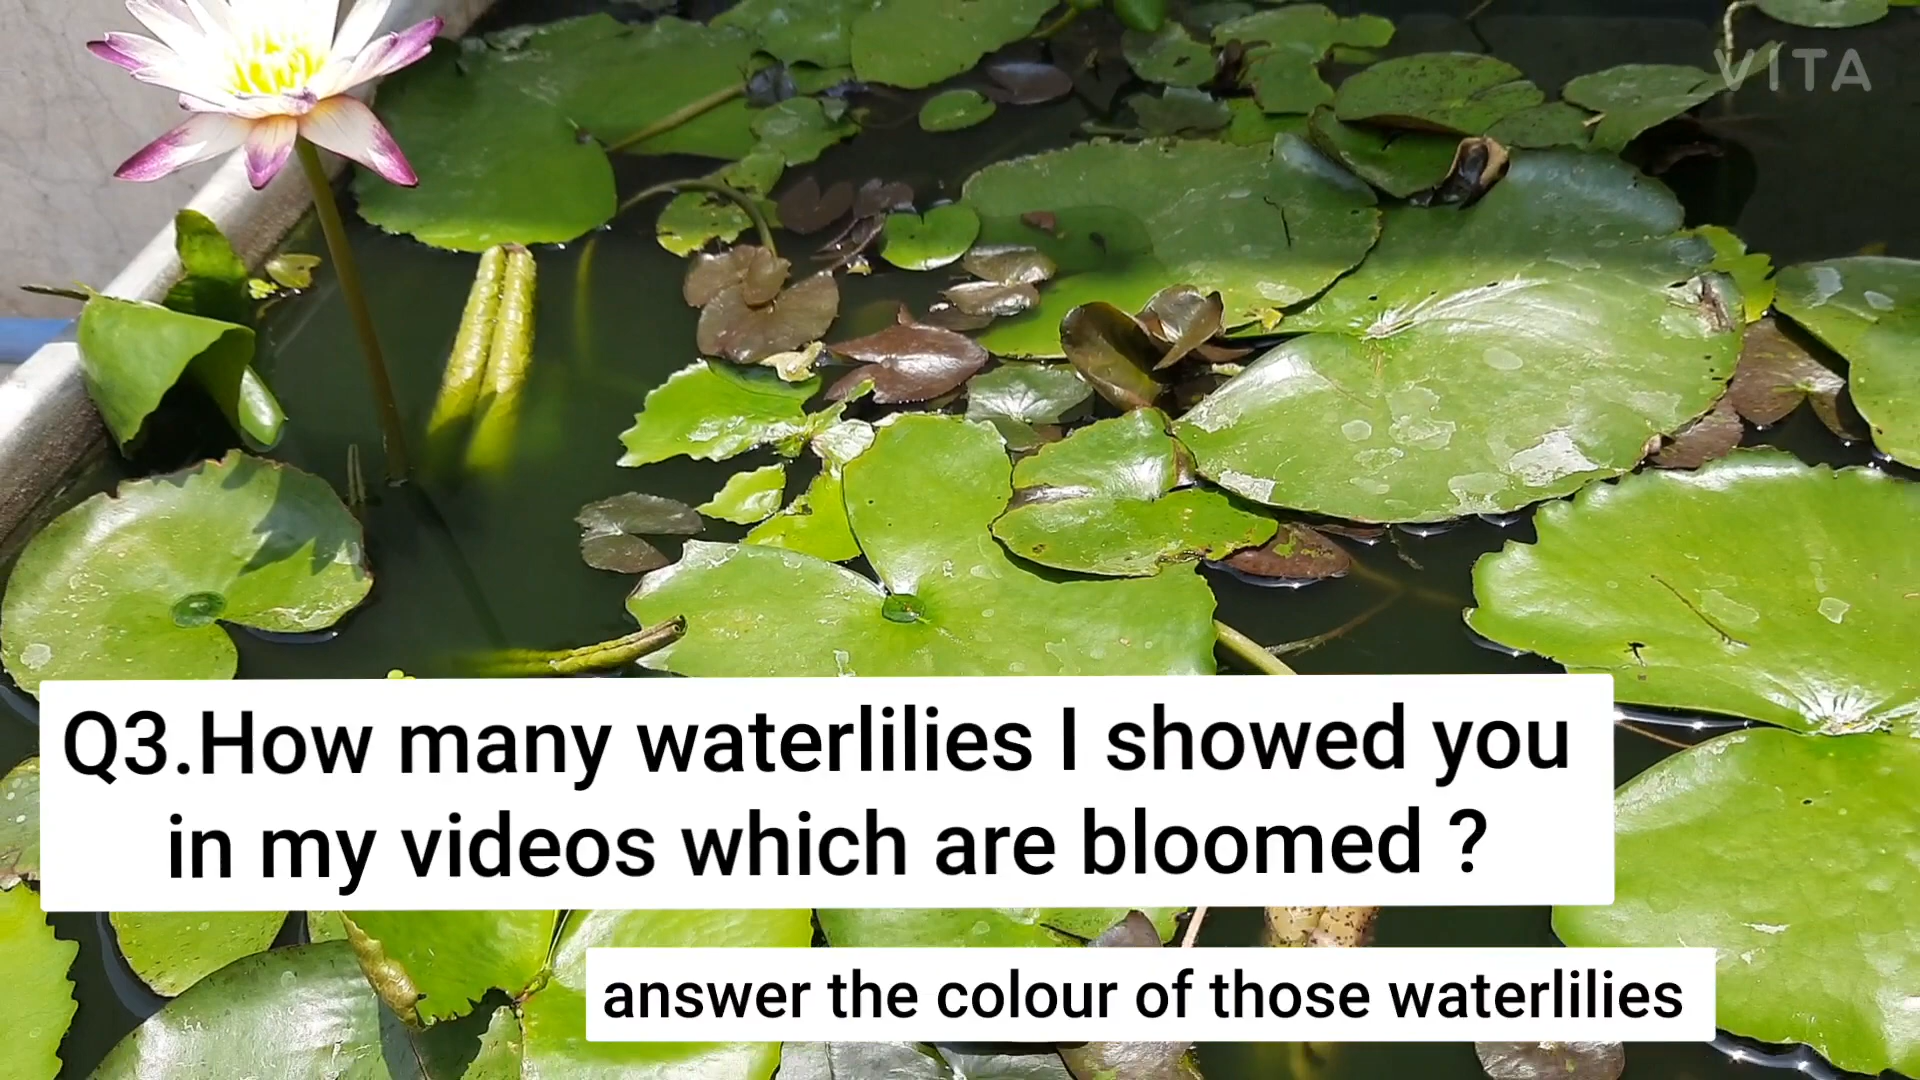 VITA
Q3.How many waterlilies I showed you
in my videos which are bloomed ?
answer the colour of those waterlilies